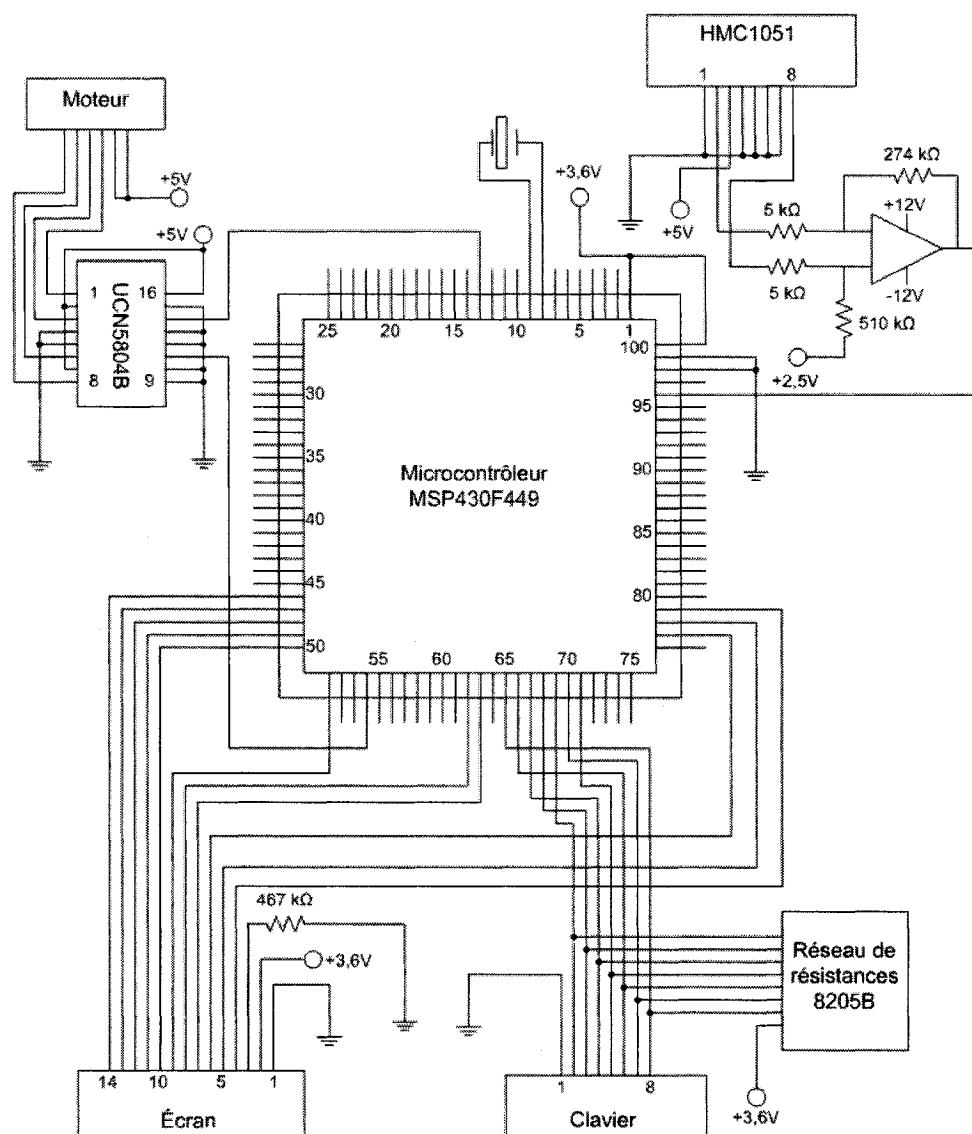 HMC1051
1 8
Moteur
274 kΩ
+3,6V
+5V
+12V
5 kΩ
+5V
+5V
-12V
5 kΩ
1 16
UCN5804B
8 9
510 kΩ
+2,5V
25 20 15 10 5 1
100
30 95
35 90
Microcontrôleur
MSP430F449
40 85
45 80
50
55 60 65 70 75
467 kΩ
+3,6V
Réseau de
résistances
8205B
14 10 5 1
1 8
Écran
Clavier
+3,6V